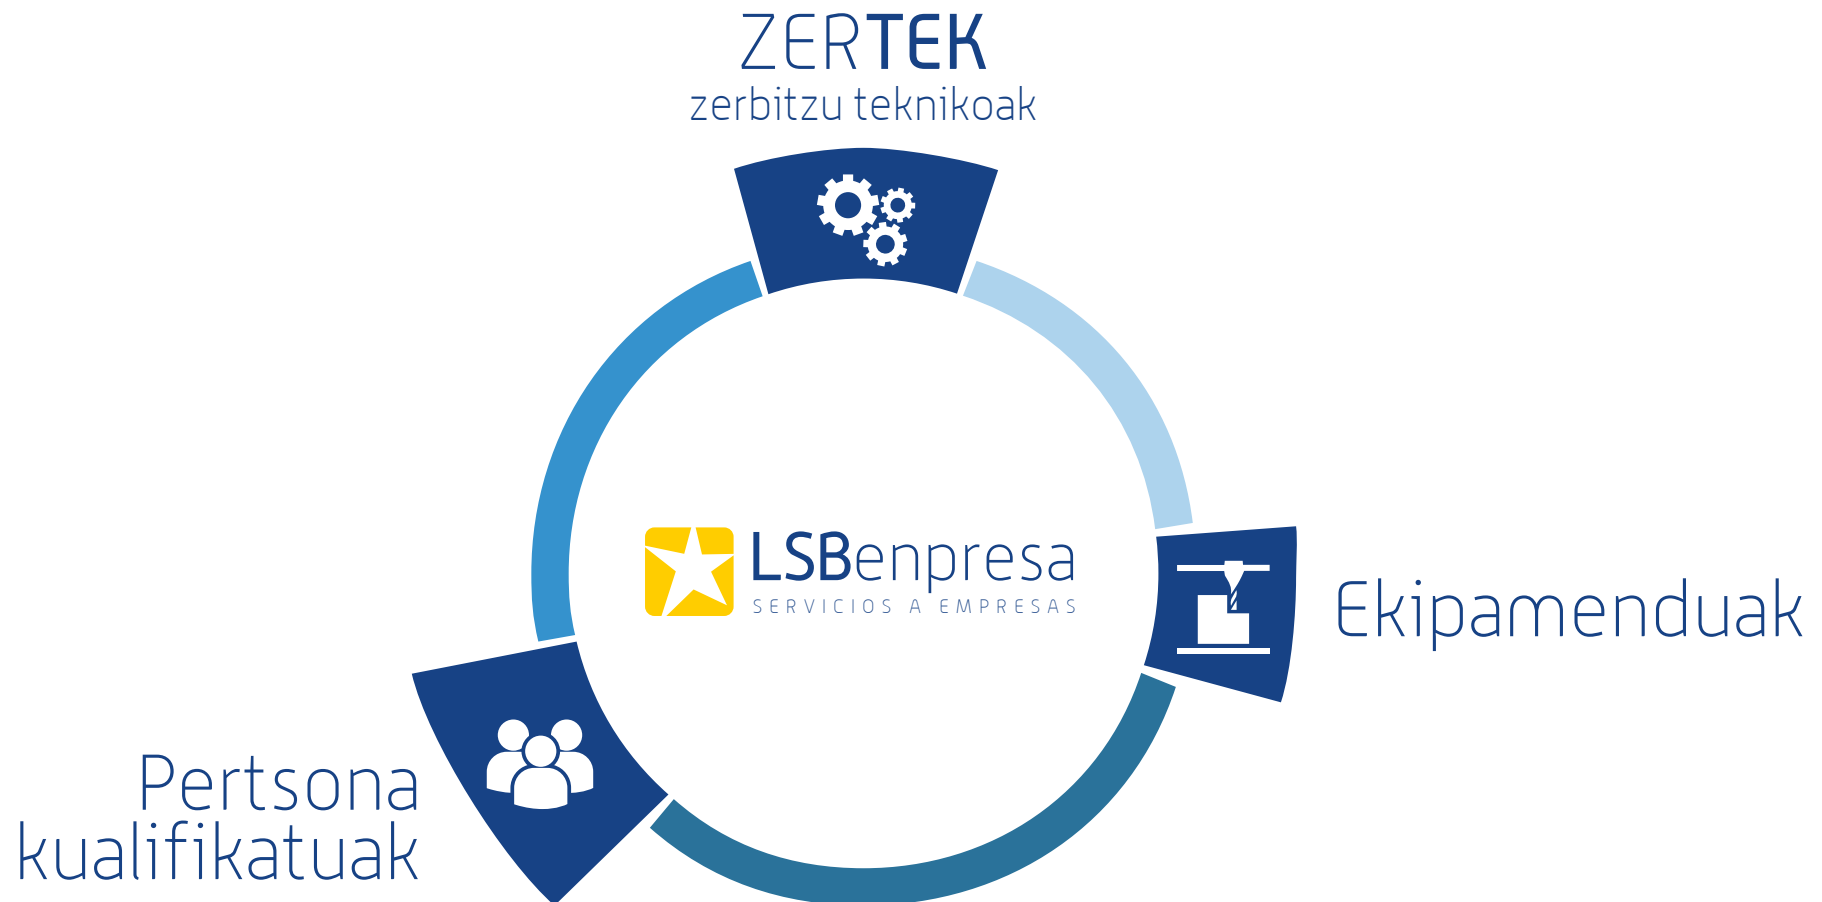 ZERTEK
zerbitzu teknikoak
LSBenpresa
SERVICIOS A EMPRESAS
Ekipamenduak
Pertsona
kualifikatuak